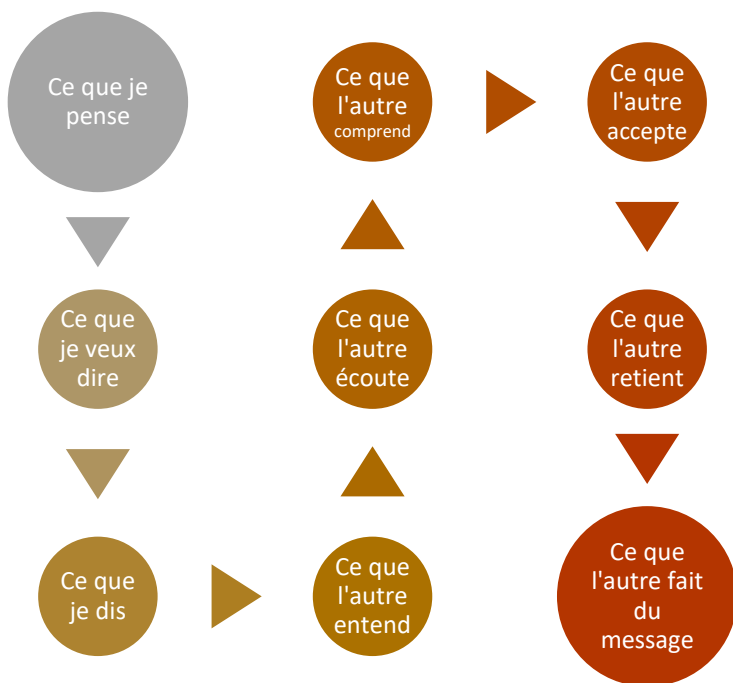 Ce que je
pense
Ce que
je veux
dire
Ce que
je dis
Ce que
l'autre
entend
Ce que
l'autre
écoute
Ce que
l'autre
comprend
Ce que
l'autre
accepte
Ce que
l'autre
retient
Ce que
l'autre fait
du
message